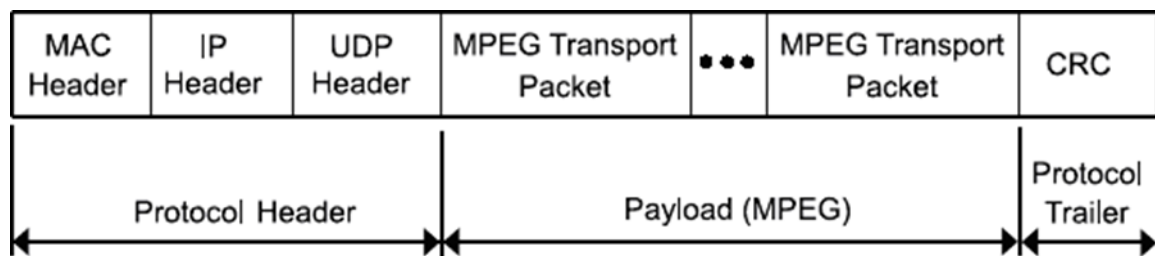 MAC
Header
IP
Header
UDP
Header
MPEG Transport
Packet
•••
MPEG Transport
Packet
CRC
Protocol Header
Payload (MPEG)
Protocol
Trailer